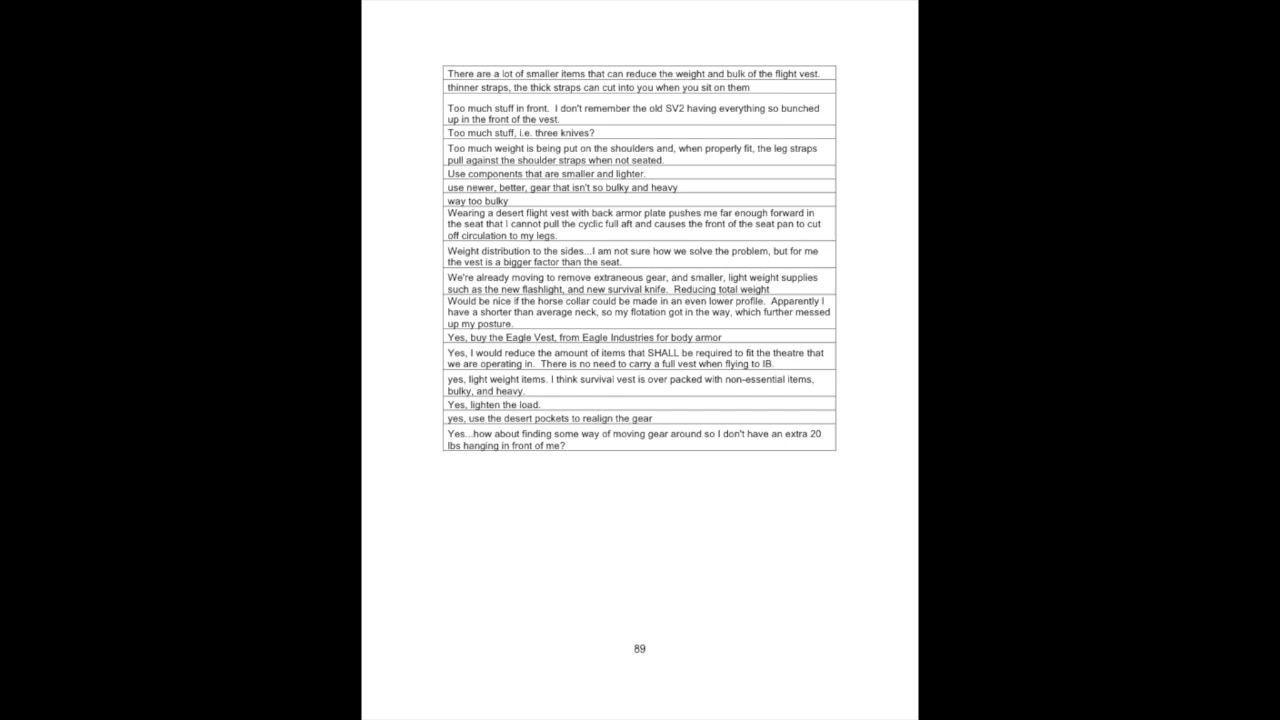 There are a lot of smaller items that can reduce the weight and bulk of the flight vest.
thinner straps, the thick straps can cut into you when you sit on them
Too much stuff in front.  I don't remember the old SV2 having everything so bunched
up in the front of the vest.
Too much stuff, i.e. three knives?
Too much weight is being put on the shoulders and, when properly fit, the leg straps
pull against the shoulder straps when not seated.
Use components that are smaller and lighter.
use newer, better, gear that isn't so bulky and heavy
way too bulky
Wearing a desert flight vest with back armor plate pushes me far enough forward in
the seat that i cannot pull the cyclic full aft and causes the front of the seat pan to cut
off circulation to my legs.
Weight distribution to the sides...I am not sure how we solve the problem, but for me
the vest is a bigger factor than the seat.
We're already moving to remove extraneous gear, and smaller, light weight supplies
such as the new flashlight, and new survival knife.  Reducing total weight
Would be nice if the horse collar could be made in an even lower profile.  Apparently I
have a shorter than average neck, so my flotation got in the way, which further messed
up my posture.
Yes, buy the Eagle Vest, from Eagle Industries for body armor
Yes, I would reduce the amount of items that SHALL be required to fit the theatre that
we are operating in.  There is no need to carry a full vest when flying to IB.
yes, light weight items. I think survival vest is over packed with non-essential items,
bulky, and heavy.
Yes, lighten the load.
yes, use the desert pockets to realign the gear
Yes...how about finding some way of moving gear around so I don't have an extra 20
lbs hanging in front of me?
89